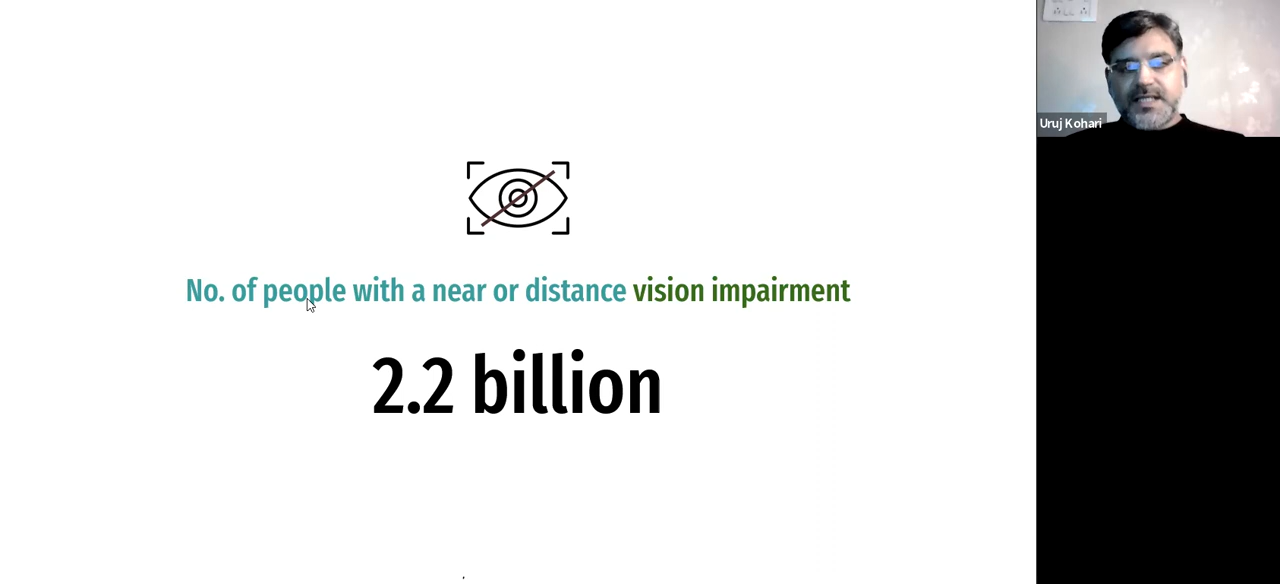 No. of people with a near or distance vision impairment
2.2 billion
Uruj Kohari